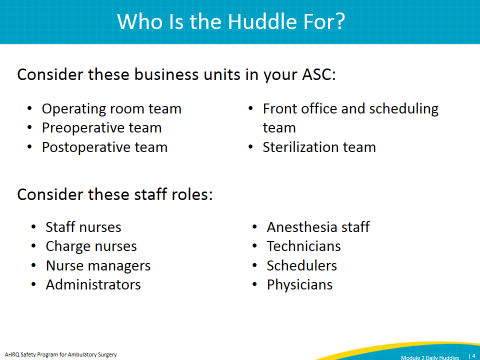 Who Is the Huddle For?
Consider these business units in your ASC:
• Operating room team
• Preoperative team
• Postoperative team
• Front office and scheduling
team
• Sterilization team
Consider these staff roles:
• Staff nurses
• Charge nurses
• Nurse managers
• Administrators
• Anesthesia staff
• Technicians
• Schedulers
• Physicians
AHRQ Safety Program for Ambulatory Surgery
Module 2 Daily Huddles | 4